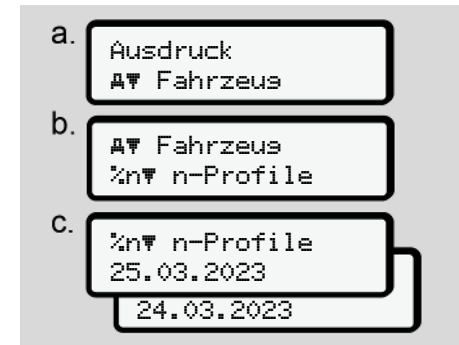 a.
Ausdruck
A▼ Fahrzeug
b.
A▼ Fahrzeug
%n▼ n-Profile
c.
%n▼ n-Profile
25.03.2023
24.03.2023